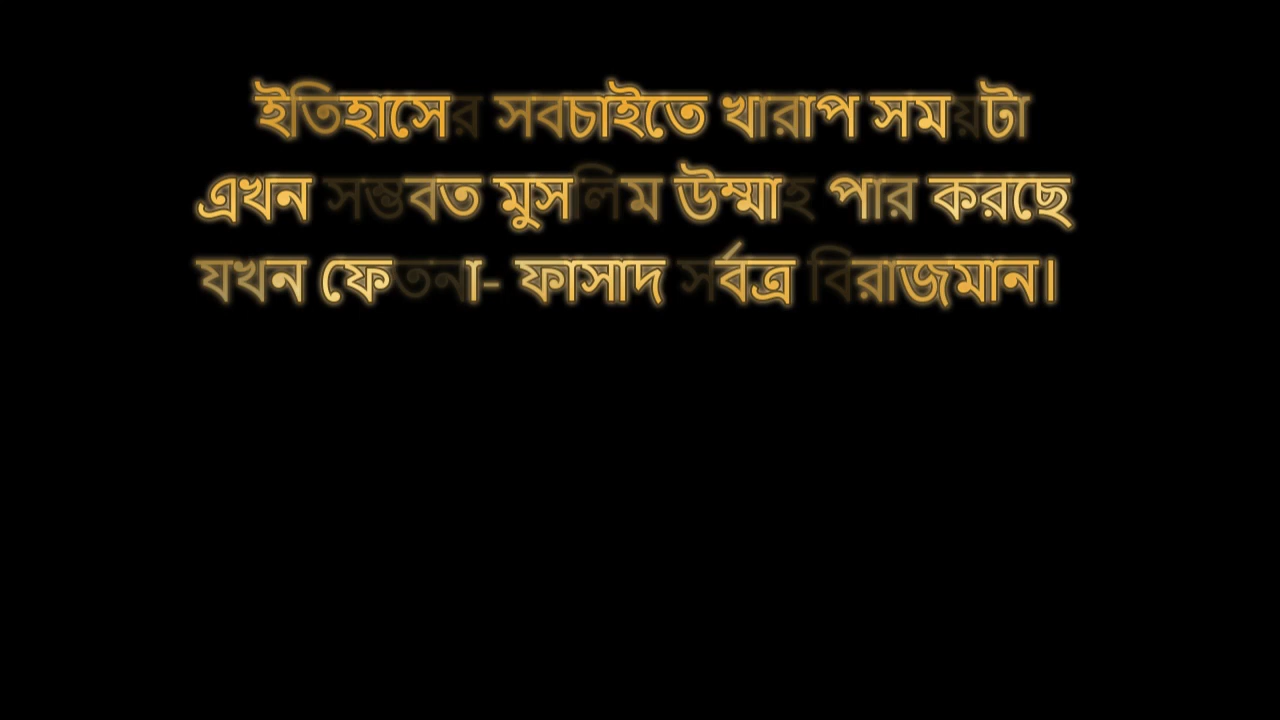 ইতিহাসের সবচাইতে খারাপ সময়টা
এখন সম্ভবত মুসলিম উম্মাহ পার করছে
যখন ফেতনা- ফাসাদ সর্বত্র বিরাজমান।